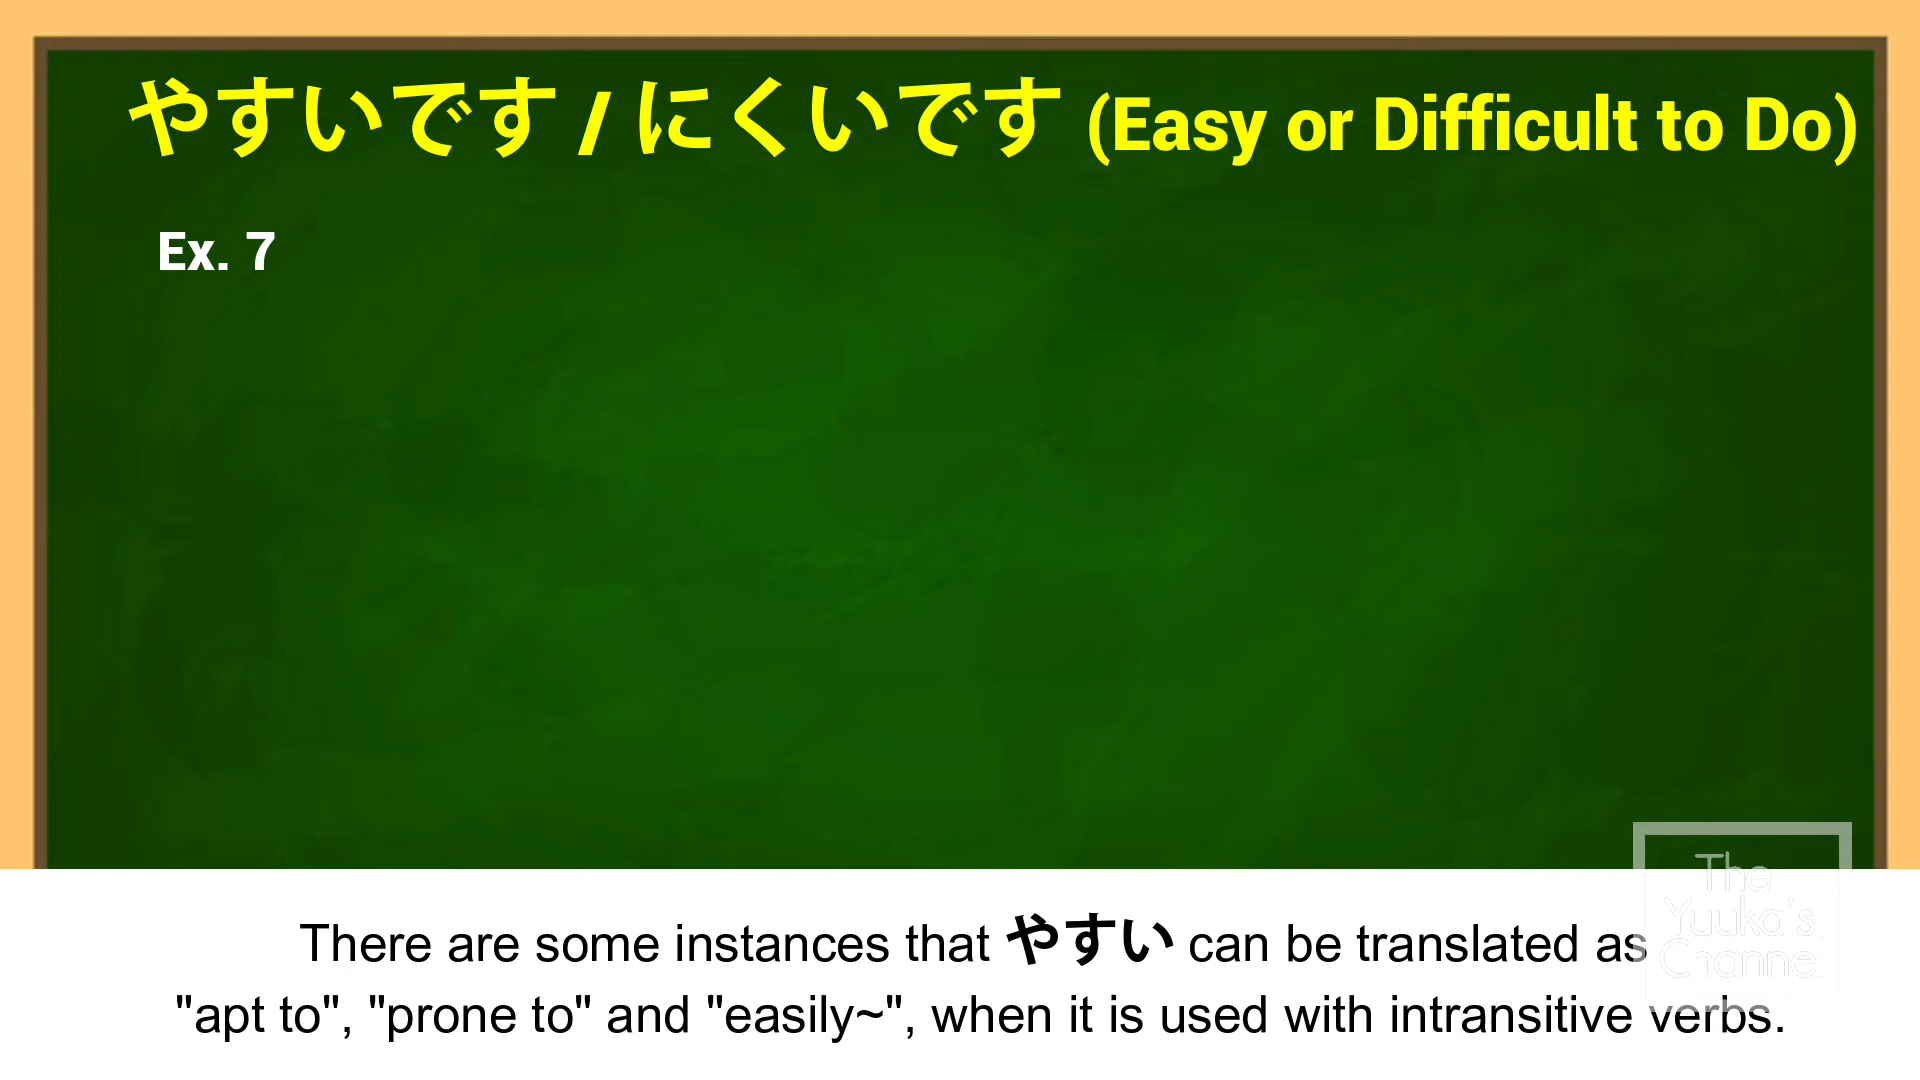 やすいです / にくいです (Easy or Difficult to Do)
Ex. 7
There are some instances that やすい can be translated as
"apt to", "prone to" and "easily~", when it is used with intransitive verbs.
The
Yuuka's
Channel